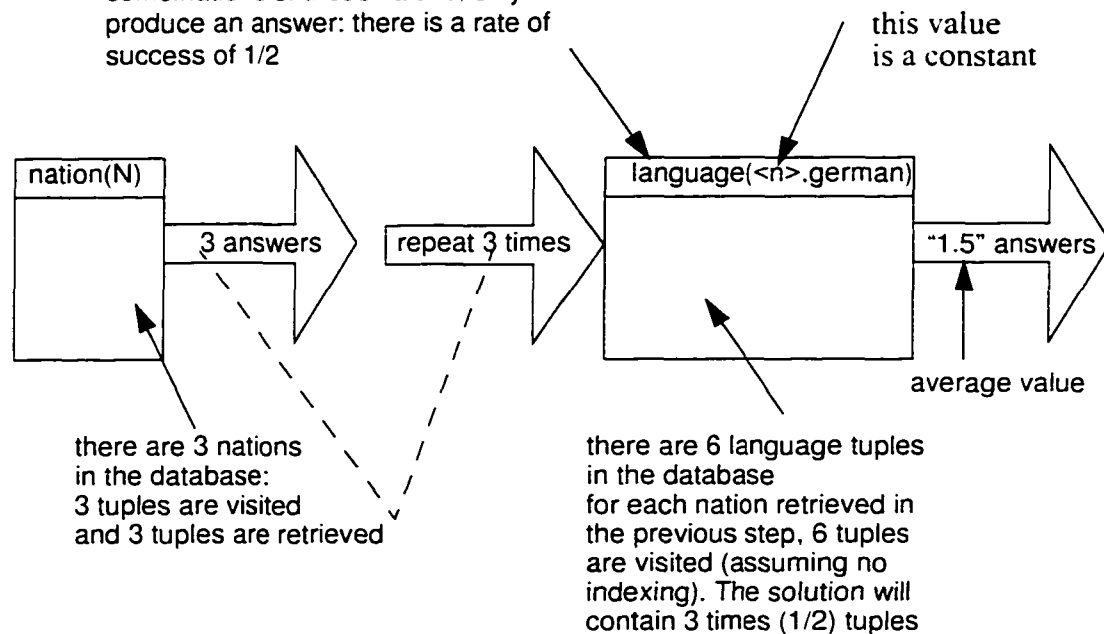 produce an answer: there is a rate of
success of 1/2
this value
is a constant
nation(N)
3 answers
repeat 3 times
language(<n>.german)
"1.5" answers
average value
there are 3 nations
in the database:
3 tuples are visited
and 3 tuples are retrieved
there are 6 language tuples
in the database
for each nation retrieved in
the previous step, 6 tuples
are visited (assuming no
indexing). The solution will
contain 3 times (1/2) tuples